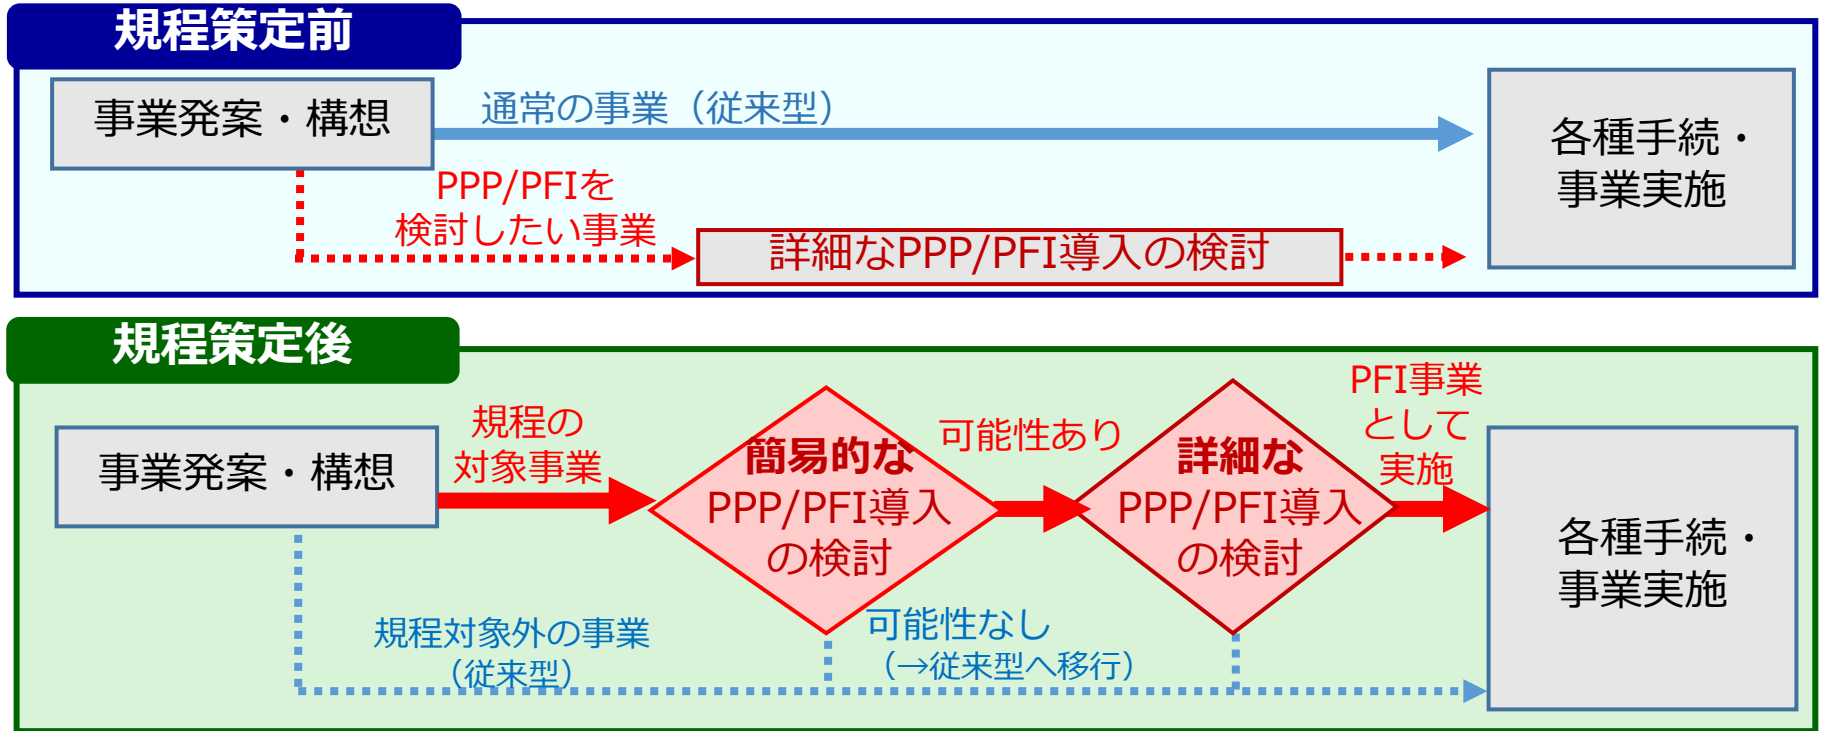 規程策定前
事業発案・構想
通常の事業（従来型）
PPP/PFIを
検討したい事業
詳細なPPP/PFI導入の検討
各種手続・
事業実施
規程策定後
事業発案・構想
規程の
対象事業
簡易的な
PPP/PFI導入
の検討
可能性あり
詳細な
PPP/PFI導入
の検討
PFI事業
として
実施
各種手続・
事業実施
規程対象外の事業
（従来型）
可能性なし
（→従来型へ移行）